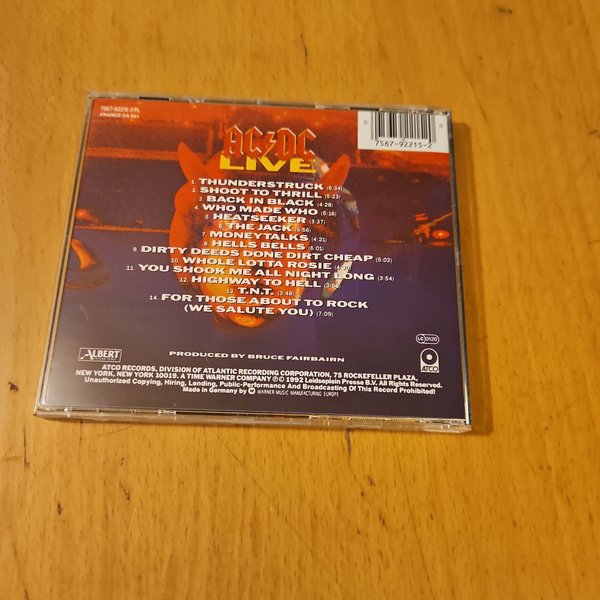 7567-92215-2 PL
FRANCE: CA 851
7567-92215-2
AC/DC
LIVE
1. THUNDERSTRUCK (6:34)
2. SHOOT TO THRILL (5:23)
3. BACK IN BLACK (4:28)
4. WHO MADE WHO (5:16)
5. HEATSEEKER (3:37)
6. THE JACK (6:56)
7. MONEYTALKS (4:21)
8. HELLS BELLS (6:01)
9. DIRTY DEEDS DONE DIRT CHEAP (5:02)
10. WHOLE LOTTA ROSIE
11. YOU SHOOK ME ALL NIGHT LONG (3:54)
12. HIGHWAY TO HELL
13. T.N.T. (3:48)
14. FOR THOSE ABOUT TO ROCK
(WE SALUTE YOU) (7:09)
PRODUCED BY BRUCE FAIRBAIRN
ALBERT
LC 0120
ATCO
ATCO RECORDS, DIVISION OF ATLANTIC RECORDING CORPORATION, 75 ROCKEFELLER PLAZA,
NEW YORK, NEW YORK 10019. A TIME WARNER COMPANY ℗ © 1992 Leidseplein Presse B.V. All Rights Reserved.
Unauthorized Copying, Hiring, Lending, Public-Performance And Broadcasting Of This Record Prohibited!
Made in Germany by WARNER MUSIC MANUFACTURING EUROPE